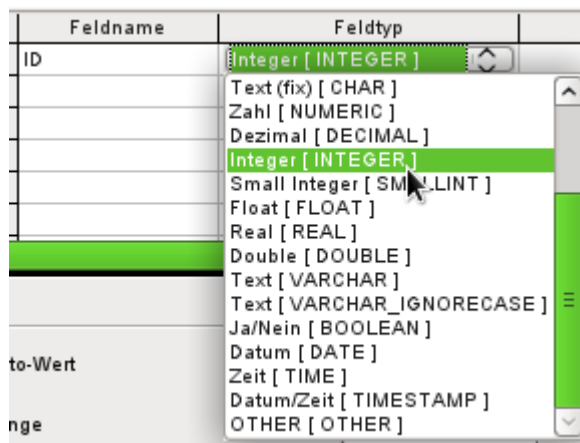 Feldname Feldtyp
ID Integer [ INTEGER ]
Text (fix) [ CHAR ]
Zahl [ NUMERIC ]
Dezimal [ DECIMAL ]
Integer [ INTEGER ]
Small Integer [ SMALLINT ]
Float [ FLOAT ]
Real [ REAL ]
Double [ DOUBLE ]
Text [ VARCHAR ]
Text [ VARCHAR_IGNORECASE ]
Ja/Nein [ BOOLEAN ]
to-Wert Datum [ DATE ]
Zeit [ TIME ]
Datum/Zeit [ TIMESTAMP ]
nge OTHER [ OTHER ]